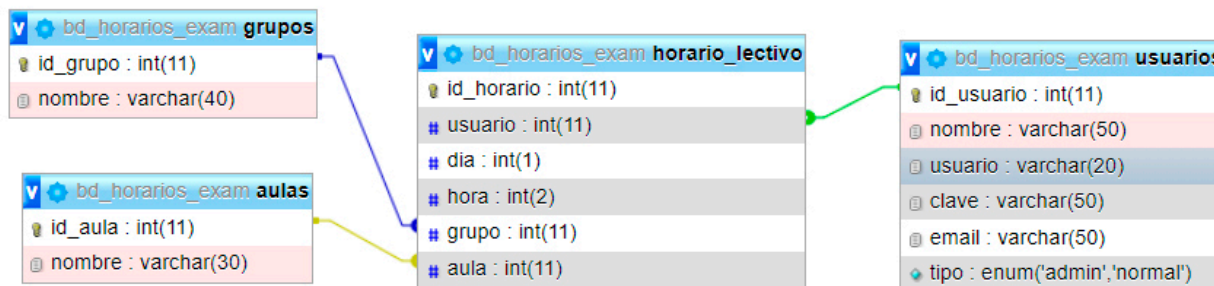 v bd_horarios_exam grupos
id_grupo : int(11)
nombre : varchar(40)
v bd_horarios_exam aulas
id_aula : int(11)
nombre : varchar(30)
v bd_horarios_exam horario_lectivo
id_horario : int(11)
# usuario : int(11)
# dia : int(1)
# hora : int(2)
# grupo : int(11)
# aula : int(11)
v bd_horarios_exam usuarios
id_usuario : int(11)
nombre : varchar(50)
usuario : varchar(20)
clave : varchar(50)
email : varchar(50)
tipo : enum('admin','normal')